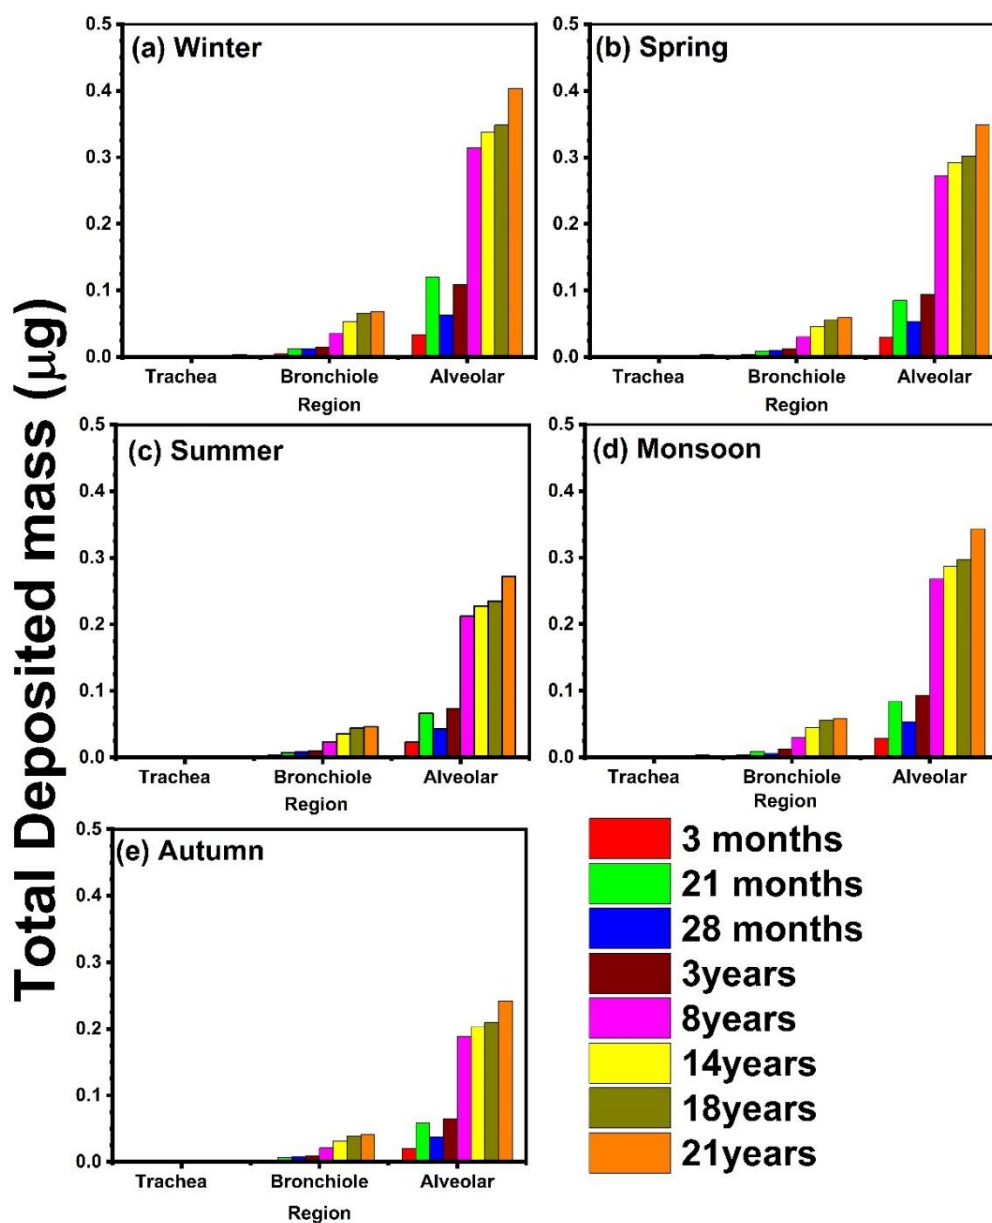 Total Deposited mass (μg)
(a) Winter
0.5
0.4
0.3
0.2
0.1
0.0
Trachea Bronchiole Alveolar
Region
(b) Spring
0.5
0.4
0.3
0.2
0.1
0.0
Trachea Bronchiole Alveolar
Region
(c) Summer
0.5
0.4
0.3
0.2
0.1
0.0
Trachea Bronchiole Alveolar
Region
(d) Monsoon
0.5
0.4
0.3
0.2
0.1
0.0
Trachea Bronchiole Alveolar
Region
(e) Autumn
0.5
0.4
0.3
0.2
0.1
0.0
Trachea Bronchiole Alveolar
Region
3 months
21 months
28 months
3years
8years
14years
18years
21years